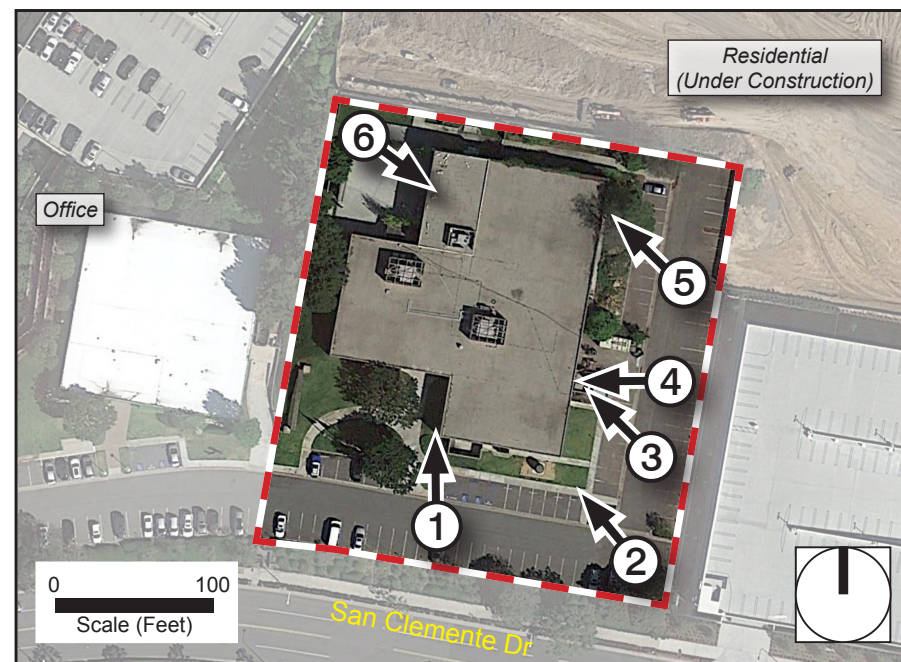 Residential
(Under Construction)
6
Office
5
4
3
1
2
0 100
Scale (Feet)
San Clemente Dr